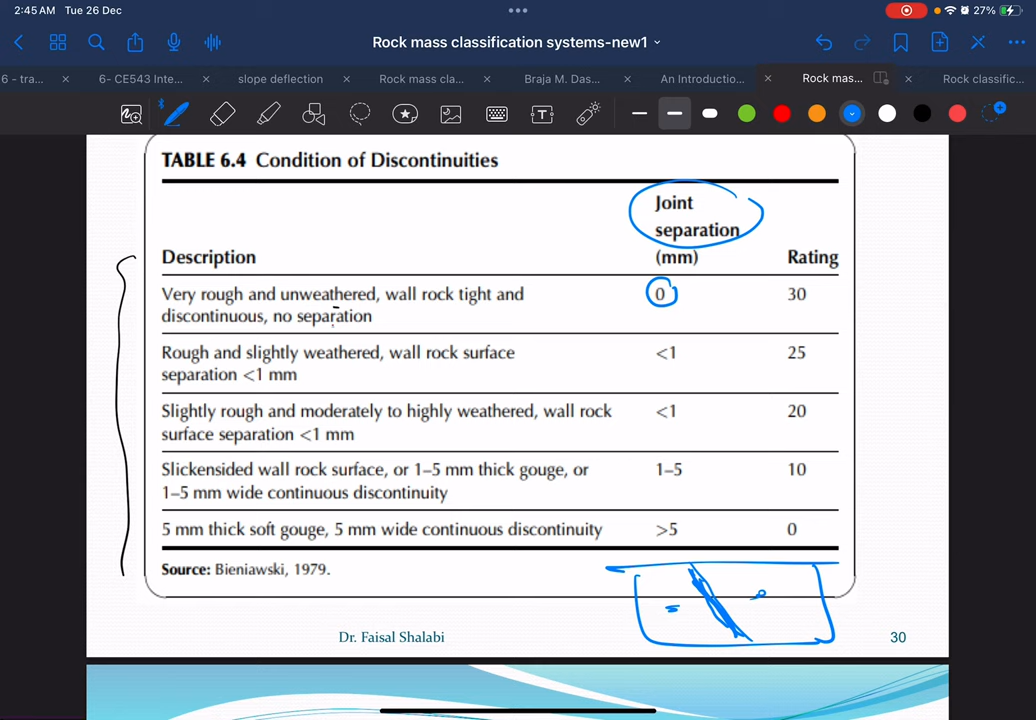 2:45 AM Tue 26 Dec
27%
Rock mass classification systems-new1
6 - tra...
6- CE543 Inte...
slope deflection
Rock mass cla...
Braja M. Das...
An Introductio...
Rock mas...
Rock classific...
TABLE 6.4 Condition of Discontinuities
Joint
separation
Description (mm) Rating
Very rough and unweathered, wall rock tight and 0 30
discontinuous, no separation
Rough and slightly weathered, wall rock surface <1 25
separation <1 mm
Slightly rough and moderately to highly weathered, wall rock <1 20
surface separation <1 mm
Slickensided wall rock surface, or 1–5 mm thick gouge, or 1–5 10
1–5 mm wide continuous discontinuity
5 mm thick soft gouge, 5 mm wide continuous discontinuity >5 0
Source: Bieniawski, 1979.
Dr. Faisal Shalabi 30